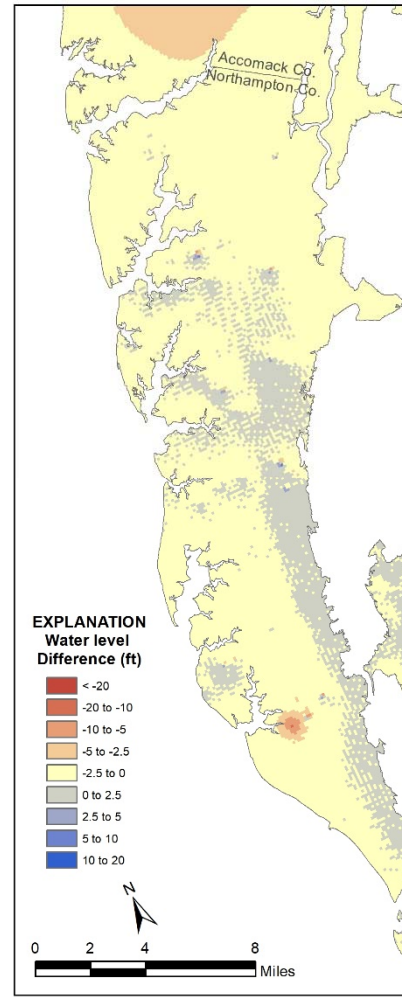 Accomack Co.
Northampton Co.
EXPLANATION
Water level
Difference (ft)
< -20
-20 to -10
-10 to -5
-5 to -2.5
-2.5 to 0
0 to 2.5
2.5 to 5
5 to 10
10 to 20
N
0 2 4 8
Miles